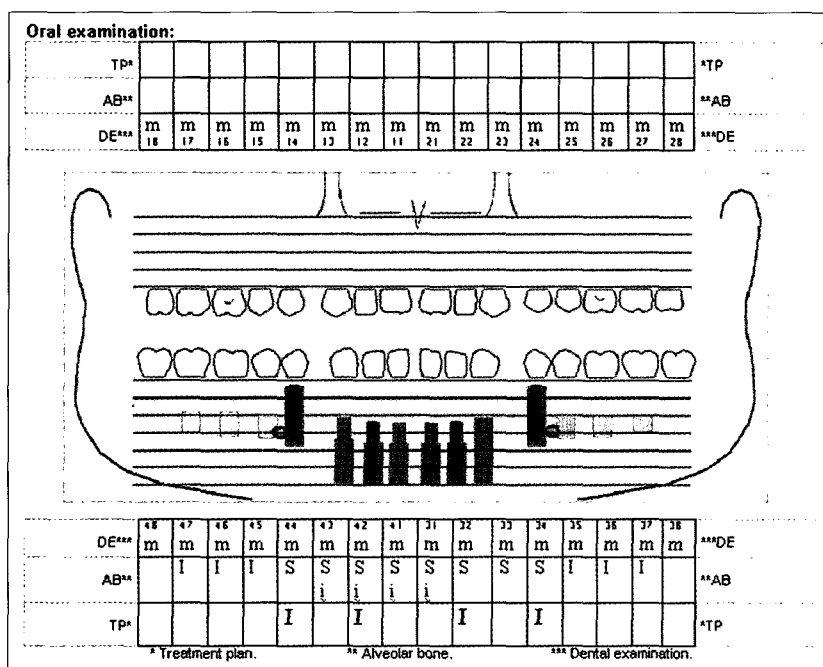 Oral examination:
TP* *TP
AB** **AB
DE*** m m m m m m m m m m m m m m m m ***DE
18 17 16 15 14 13 12 11 21 22 23 24 25 26 27 28
48 47 46 45 44 43 42 41 31 32 33 34 35 36 37 38
DE*** m m m m m m m m m m m m m m m m ***DE
AB** I I I S S S S S S S S I I I **AB
i i i i
TP* I I I I *TP
* Treatment plan. ** Alveolar bone. *** Dental examination.